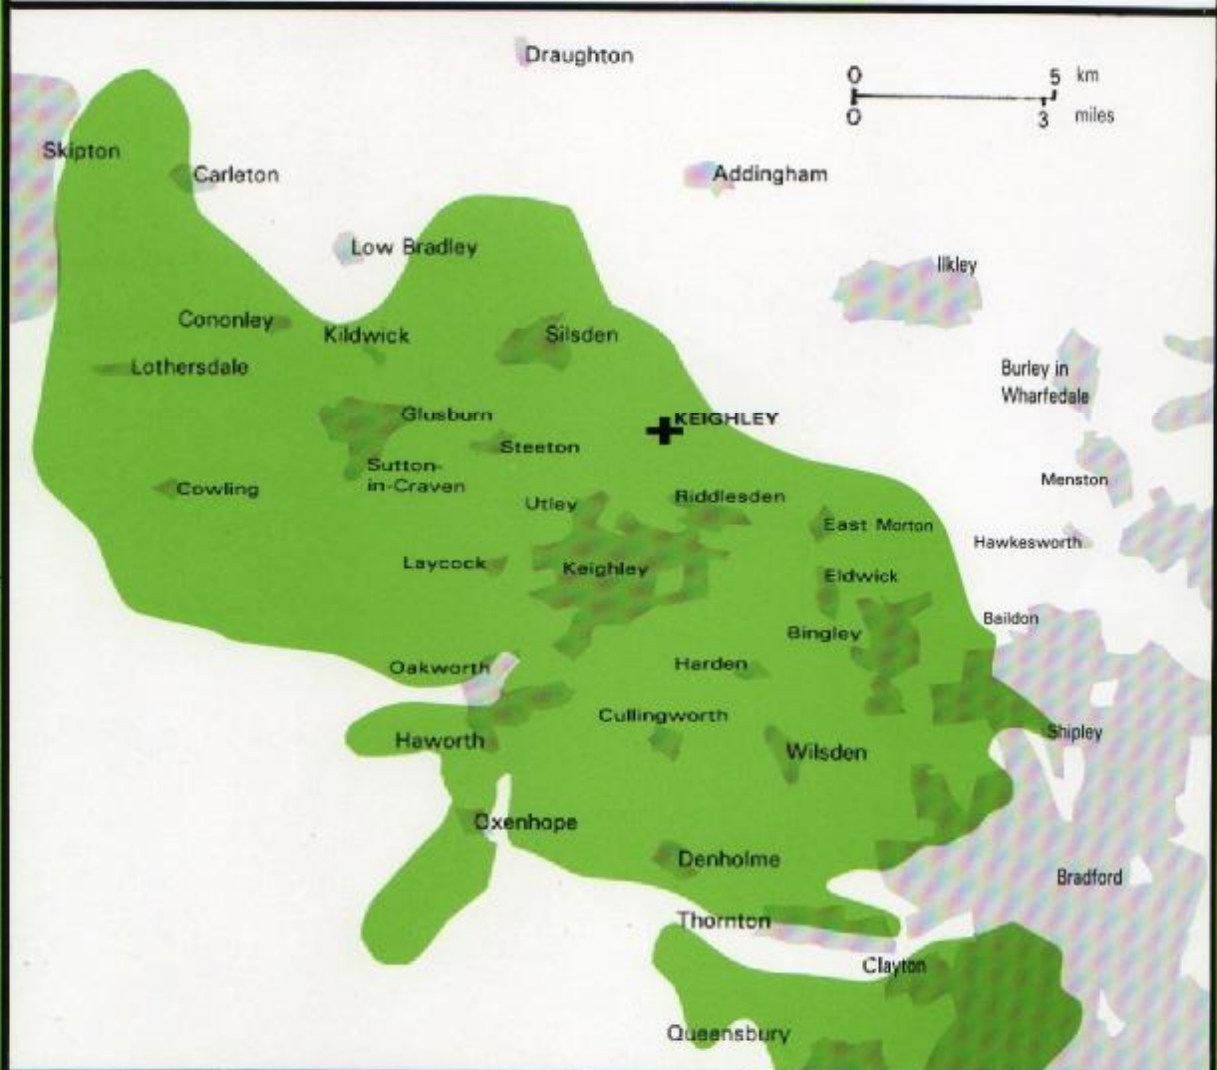 Draughton
0 5 km
0 3 miles
Skipton
Carleton
Addingham
Low Bradley
Ilkley
Cononley
Kildwick
Silsden
Lothersdale
Burley in
Wharfedale
Glusburn
KEIGHLEY
Steeton
Sutton-
in-Craven
Cowling
Menston
Utley
Riddlesden
East Morton
Hawkesworth
Laycock
Keighley
Eldwick
Baildon
Bingley
Oakworth
Harden
Cullingworth
Shipley
Haworth
Wilsden
Oxenhope
Denholme
Bradford
Thornton
Clayton
Queensbury